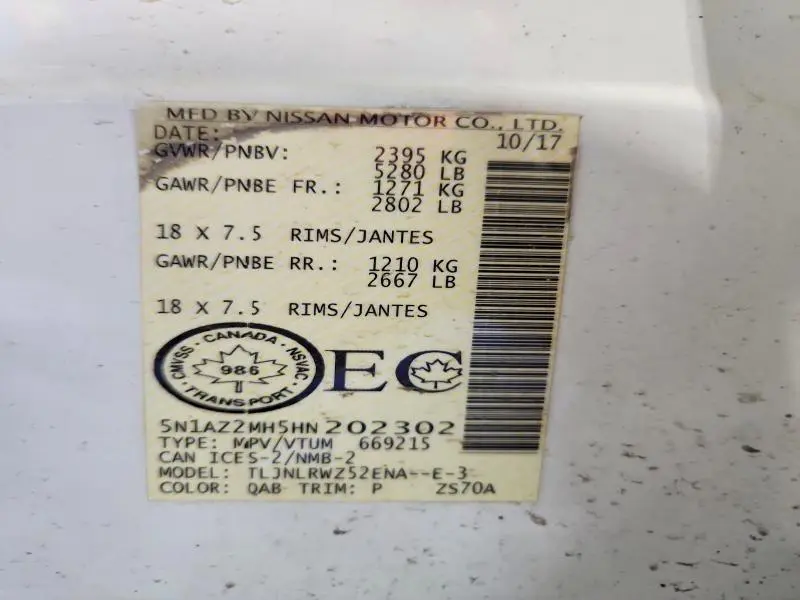 MFD BY NISSAN MOTOR CO., LTD.
DATE: 10/17
GVWR/PNBV: 2395 KG
5280 LB
GAWR/PNBE FR.: 1271 KG
2802 LB
18 X 7.5 RIMS/JANTES
GAWR/PNBE RR.: 1210 KG
2667 LB
18 X 7.5 RIMS/JANTES
CANADA
CMVSS 986 NSVAC
TRANSPORT
EC
5N1AZ2MH5HN202302
TYPE: MPV/VTUM 669215
CAN ICES-2/NMB-2
MODEL: TLJNLRWZ52ENA--E-3
COLOR: QAB TRIM: P ZS70A